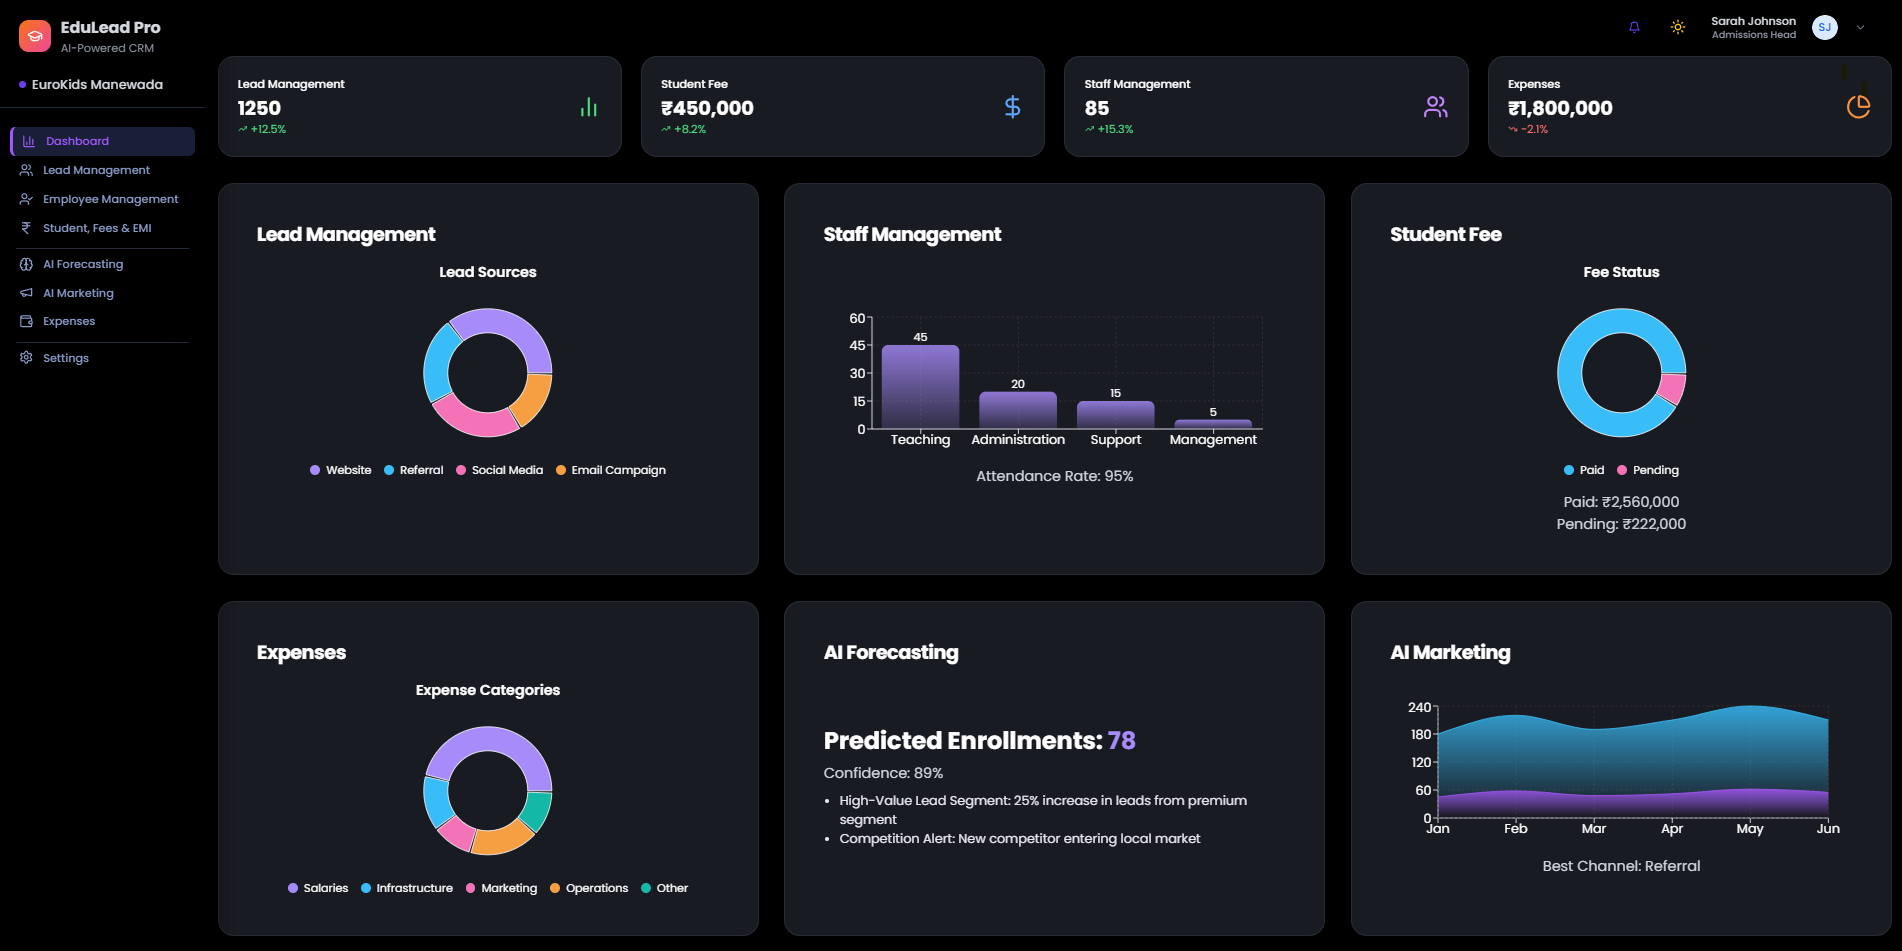 EduLead Pro
AI-Powered CRM
EuroKids Manewada
Dashboard
Lead Management
Employee Management
Student, Fees & EMI
AI Forecasting
AI Marketing
Expenses
Settings
Sarah Johnson
Admissions Head
SJ
Lead Management
1250
+12.5%
Student Fee
₹450,000
+8.2%
Staff Management
85
+15.3%
Expenses
₹1,800,000
-2.1%
Lead Management
Lead Sources
Website Referral Social Media Email Campaign
Staff Management
60
45
30
15
0
45
20
15
5
Teaching Administration Support Management
Attendance Rate: 95%
Student Fee
Fee Status
Paid Pending
Paid: ₹2,560,000
Pending: ₹222,000
Expenses
Expense Categories
Salaries Infrastructure Marketing Operations Other
AI Forecasting
Predicted Enrollments: 78
Confidence: 89%
• High-Value Lead Segment: 25% increase in leads from premium
segment
• Competition Alert: New competitor entering local market
AI Marketing
240
180
120
60
0
Jan Feb Mar Apr May Jun
Best Channel: Referral